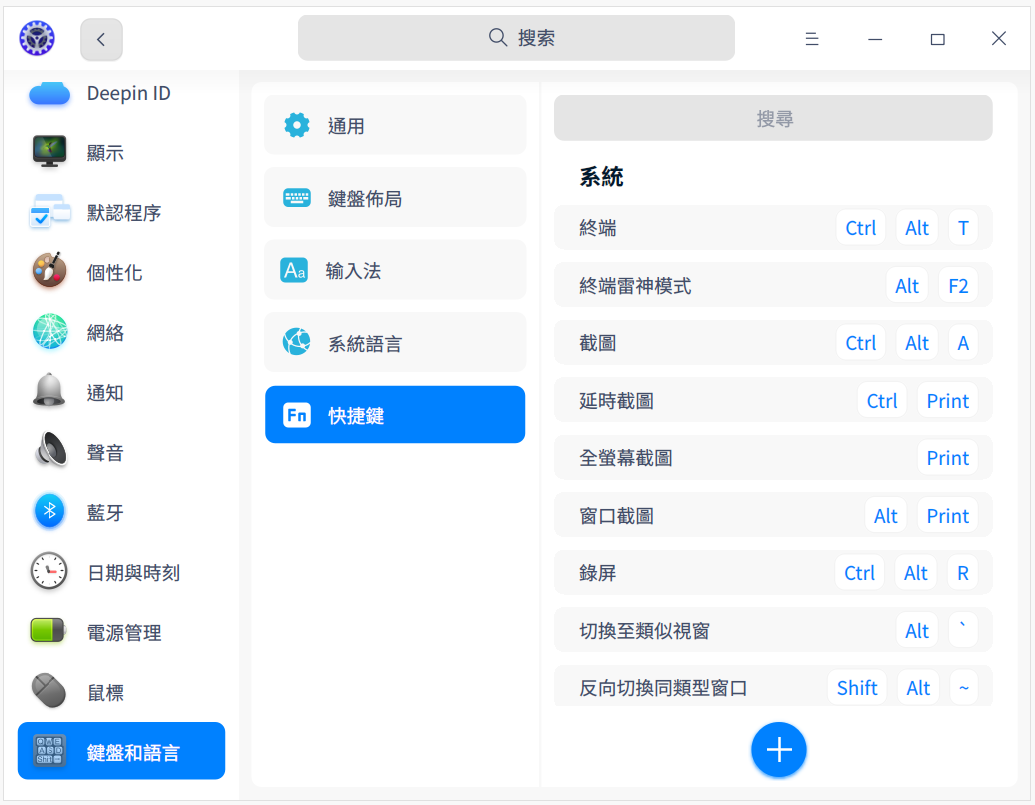 搜索
Deepin ID
顯示
默認程序
個性化
網絡
通知
聲音
藍牙
日期與時刻
電源管理
鼠標
鍵盤和語言
通用
鍵盤佈局
Aa 输入法
系統語言
Fn 快捷鍵
搜尋
系統
終端 Ctrl Alt T
終端雷神模式 Alt F2
截圖 Ctrl Alt A
延時截圖 Ctrl Print
全螢幕截圖 Print
窗口截圖 Alt Print
錄屏 Ctrl Alt R
切換至類似視窗 Alt `
反向切換同類型窗口 Shift Alt ~